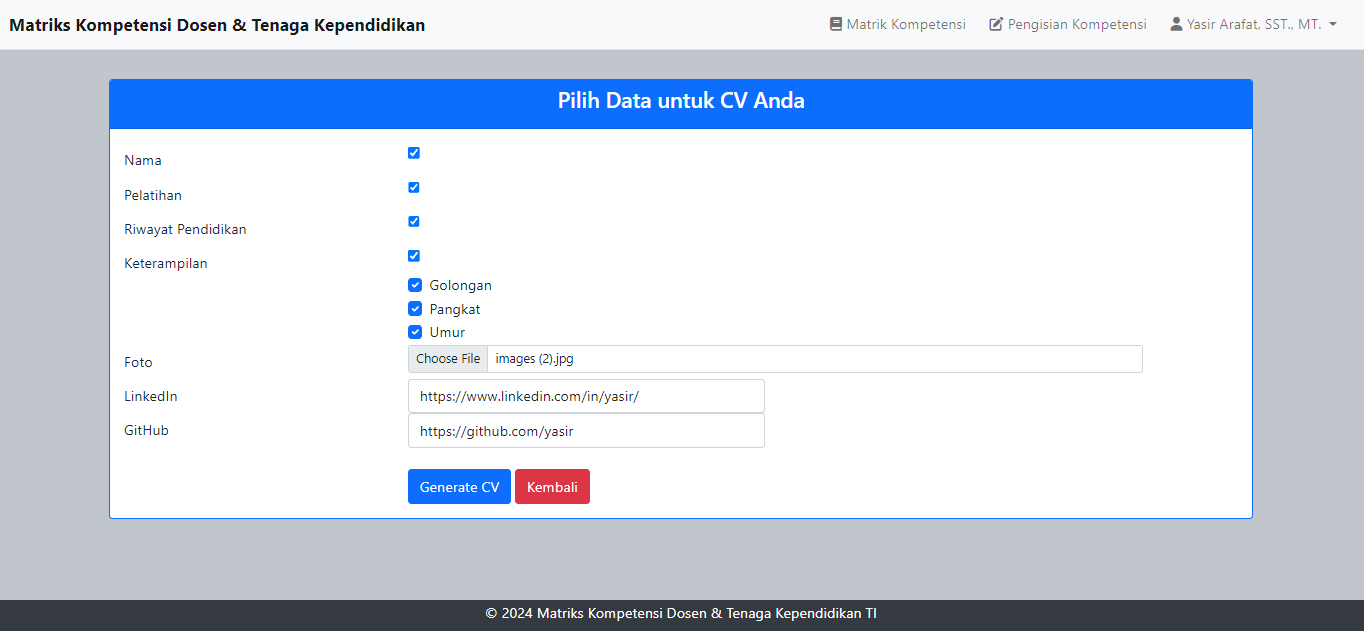 Matriks Kompetensi Dosen & Tenaga Kependidikan
Matrik Kompetensi
Pengisian Kompetensi
Yasir Arafat, SST., MT.
Pilih Data untuk CV Anda
Nama
Pelatihan
Riwayat Pendidikan
Keterampilan
Golongan
Pangkat
Umur
Foto
Choose File images (2).jpg
LinkedIn
https://www.linkedin.com/in/yasir/
GitHub
https://github.com/yasir
Generate CV
Kembali
© 2024 Matriks Kompetensi Dosen & Tenaga Kependidikan TI